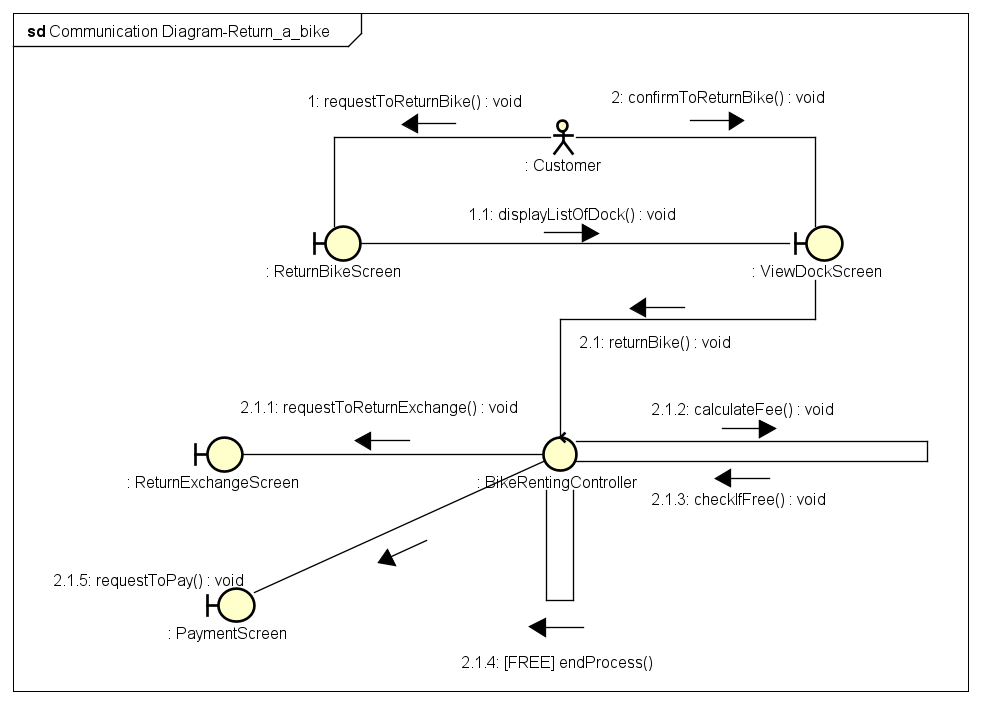 sd Communication Diagram-Return_a_bike
1: requestToReturnBike() : void
2: confirmToReturnBike() : void
: Customer
1.1: displayListOfDock() : void
: ReturnBikeScreen
: ViewDockScreen
2.1: returnBike() : void
2.1.1: requestToReturnExchange() : void
2.1.2: calculateFee() : void
: ReturnExchangeScreen
: BikeRentingController
2.1.3: checkIfFree() : void
2.1.5: requestToPay() : void
: PaymentScreen
2.1.4: [FREE] endProcess()